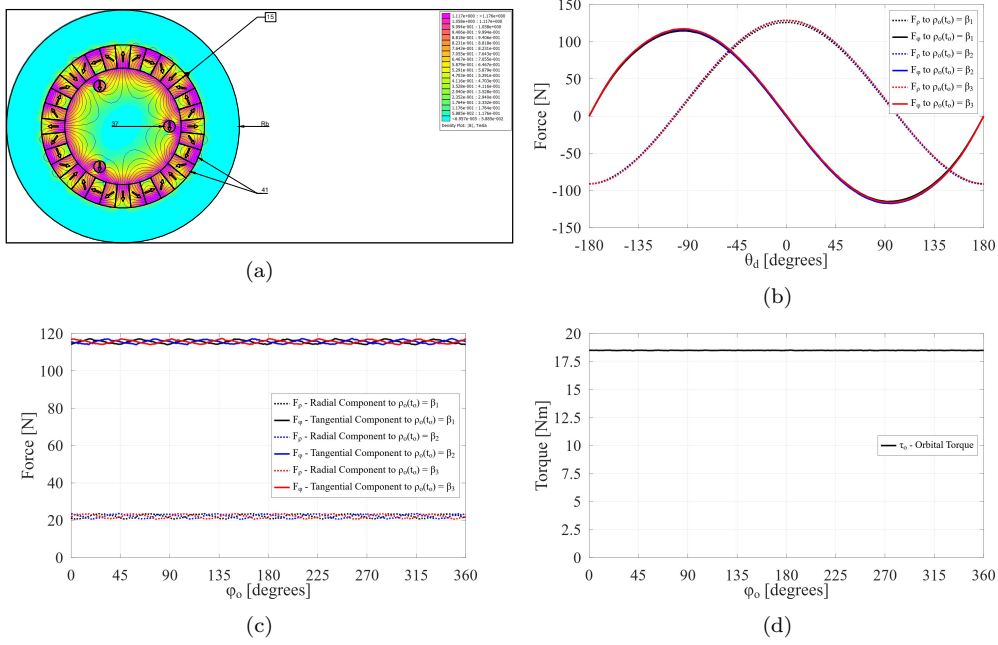 15
37
Rb
41
Density Plot: |B|, Tesla
(a)
150
100
50
0
-50
-100
-150
Force [N]
-180 -135 -90 -45 0 45 90 135 180
θd [degrees]
Fρ to ρo(to) = β1
Fφ to ρo(to) = β1
Fρ to ρo(to) = β2
Fφ to ρo(to) = β2
Fρ to ρo(to) = β3
Fφ to ρo(to) = β3
(b)
120
100
80
60
40
20
0
Force [N]
0 45 90 135 180 225 270 315 360
φo [degrees]
Fρ - Radial Component to ρo(to) = β1
Fφ - Tangential Component to ρo(to) = β1
Fρ - Radial Component to ρo(to) = β2
Fφ - Tangential Component to ρo(to) = β2
Fρ - Radial Component to ρo(to) = β3
Fφ - Tangential Component to ρo(to) = β3
(c)
20
17.5
15
12.5
10
7.5
5
2.5
0
Torque [Nm]
0 45 90 135 180 225 270 315 360
φo [degrees]
τo - Orbital Torque
(d)